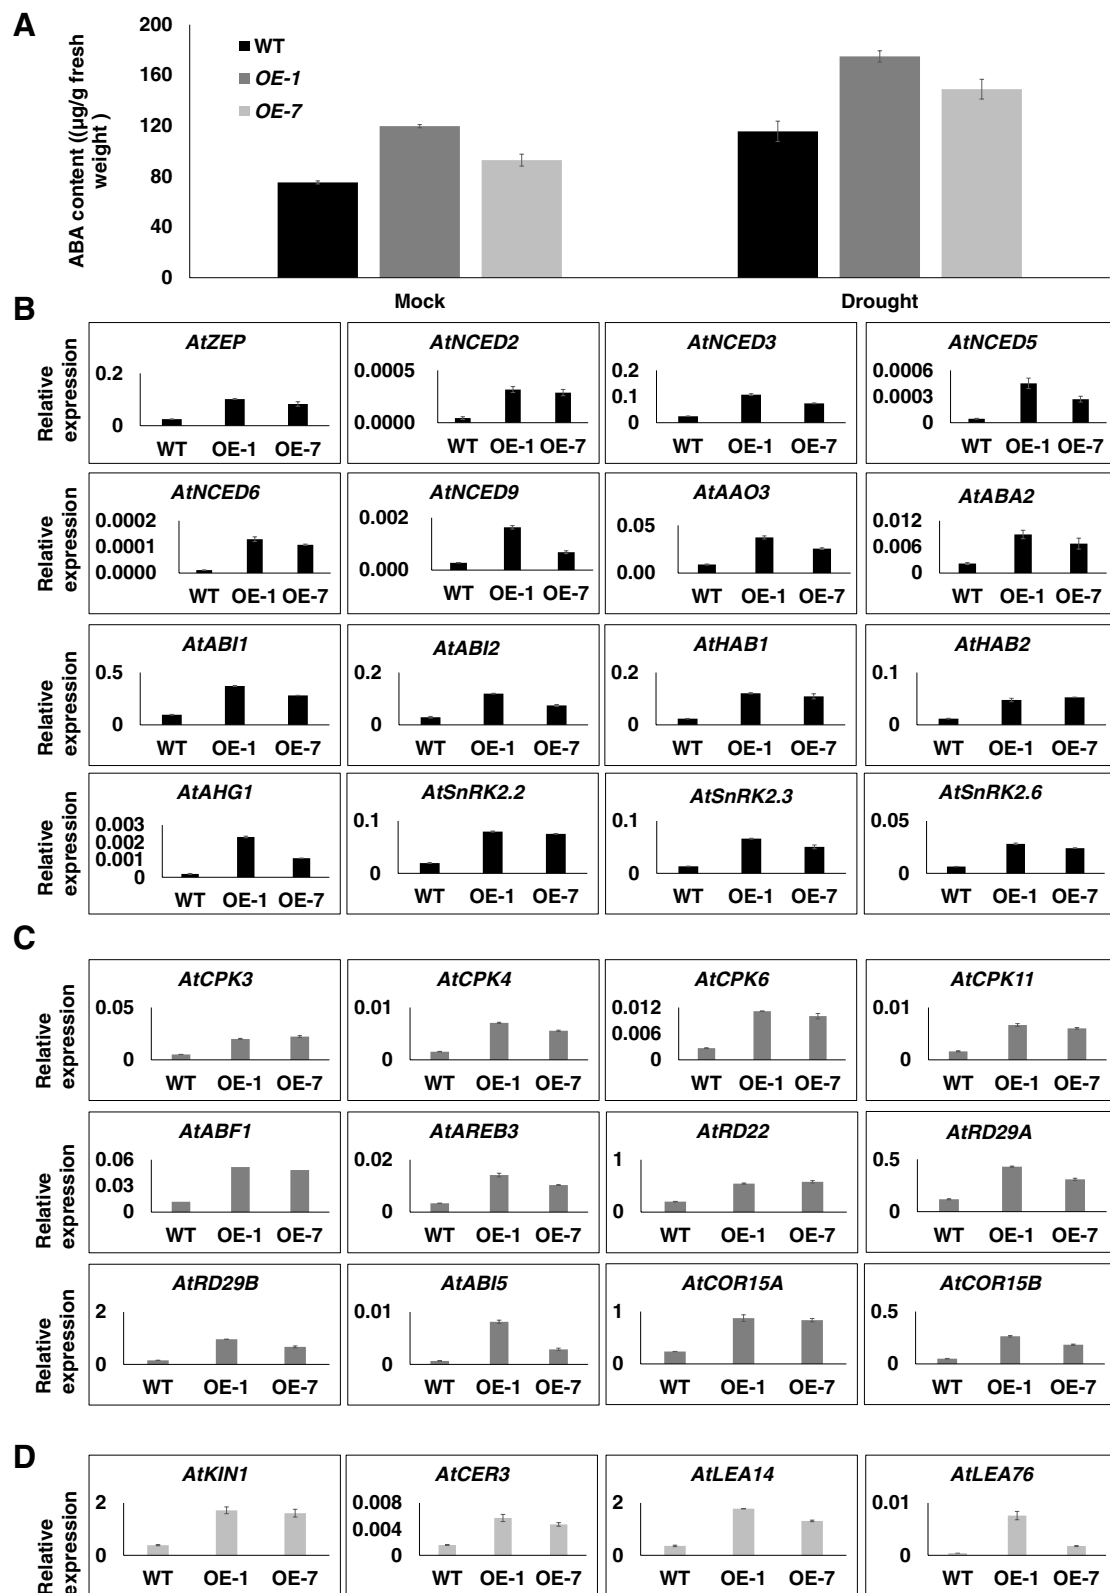 A
200
160
120
80
40
0
ABA content ((µg/g fresh
weight )
WT
OE-1
OE-7
Mock
Drought
B
Relative
expression
AtZEP
0.2
0
WT OE-1 OE-7
AtNCED2
0.0005
0.0000
WT OE-1 OE-7
AtNCED3
0.2
0.1
0
WT OE-1 OE-7
AtNCED5
0.0006
0.0003
0
WT OE-1 OE-7
Relative
expression
AtNCED6
0.0002
0.0001
0.0000
WT OE-1 OE-7
AtNCED9
0.002
0.000
WT OE-1 OE-7
AtAAO3
0.05
0.00
WT OE-1 OE-7
AtABA2
0.012
0.006
0
WT OE-1 OE-7
Relative
expression
AtABI1
0.5
0
WT OE-1 OE-7
AtABI2
0.2
0
WT OE-1 OE-7
AtHAB1
0.2
0
WT OE-1 OE-7
AtHAB2
0.1
0
WT OE-1 OE-7
Relative
expression
AtAHG1
0.003
0.002
0.001
0
WT OE-1 OE-7
AtSnRK2.2
0.1
0
WT OE-1 OE-7
AtSnRK2.3
0.1
0
WT OE-1 OE-7
AtSnRK2.6
0.05
0
WT OE-1 OE-7
C
Relative
expression
AtCPK3
0.05
0
WT OE-1 OE-7
AtCPK4
0.01
0
WT OE-1 OE-7
AtCPK6
0.012
0.006
0
WT OE-1 OE-7
AtCPK11
0.01
0
WT OE-1 OE-7
Relative
expression
AtABF1
0.06
0.03
0
WT OE-1 OE-7
AtAREB3
0.02
0
WT OE-1 OE-7
AtRD22
1
0
WT OE-1 OE-7
AtRD29A
0.5
0
WT OE-1 OE-7
Relative
expression
AtRD29B
2
0
WT OE-1 OE-7
AtABI5
0.01
0
WT OE-1 OE-7
AtCOR15A
1
0
WT OE-1 OE-7
AtCOR15B
0.5
0
WT OE-1 OE-7
D
Relative
expression
AtKIN1
2
0
WT OE-1 OE-7
AtCER3
0.008
0.004
0
WT OE-1 OE-7
AtLEA14
2
0
WT OE-1 OE-7
AtLEA76
0.01
0
WT OE-1 OE-7